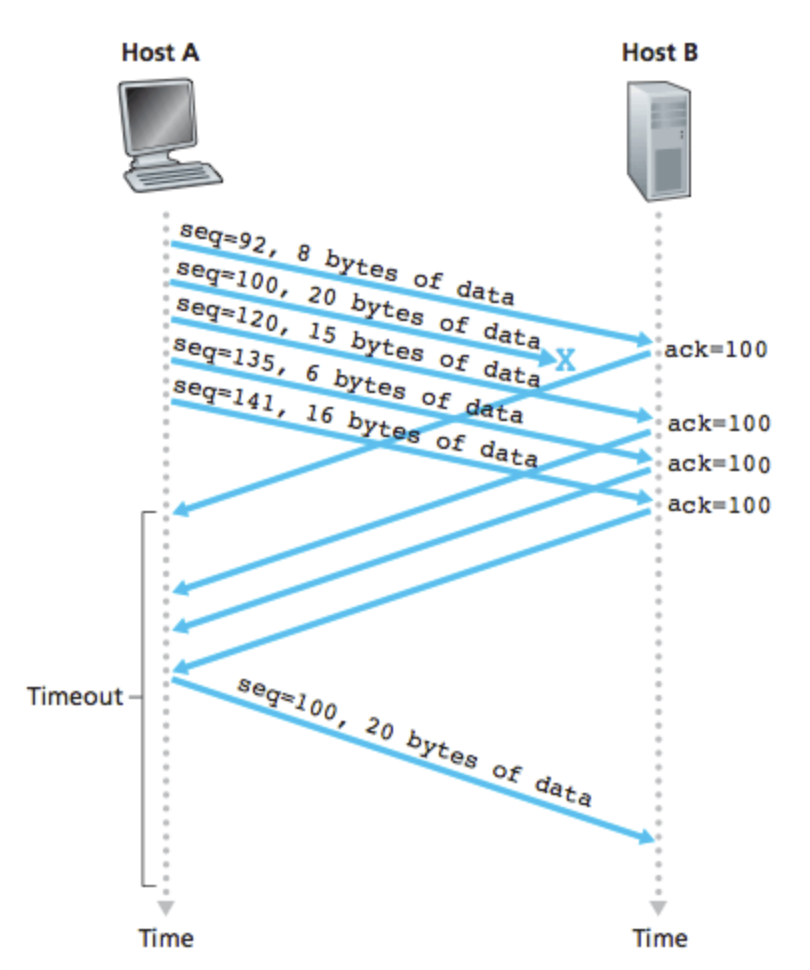 Host A
Host B
seq=92, 8 bytes of data
seq=100, 20 bytes of data
seq=120, 15 bytes of data
seq=135, 6 bytes of data
seq=141, 16 bytes of data
X
ack=100
ack=100
ack=100
ack=100
Timeout
seq=100, 20 bytes of data
Time
Time